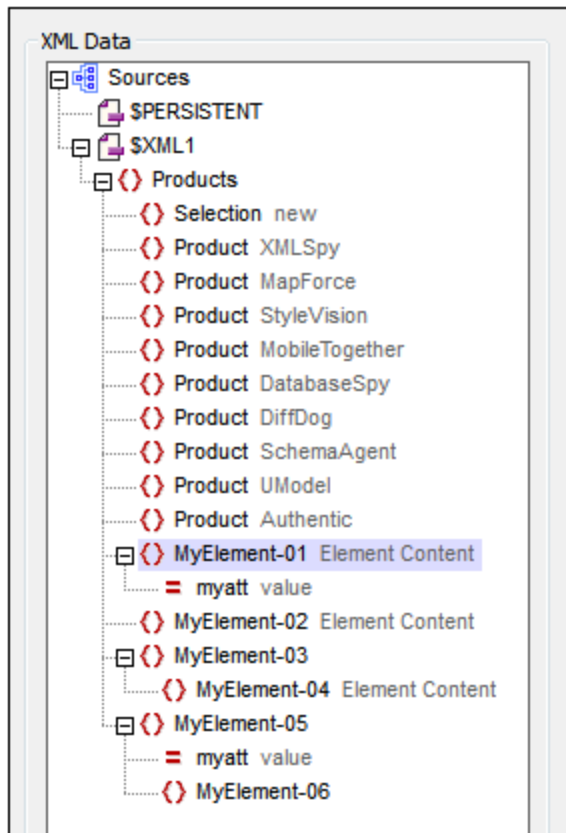 XML Data
Sources
$PERSISTENT
$XML1
Products
Selection new
Product XMLSpy
Product MapForce
Product StyleVision
Product MobileTogether
Product DatabaseSpy
Product DiffDog
Product SchemaAgent
Product UModel
Product Authentic
MyElement-01 Element Content
= myatt value
MyElement-02 Element Content
MyElement-03
MyElement-04 Element Content
MyElement-05
= myatt value
MyElement-06